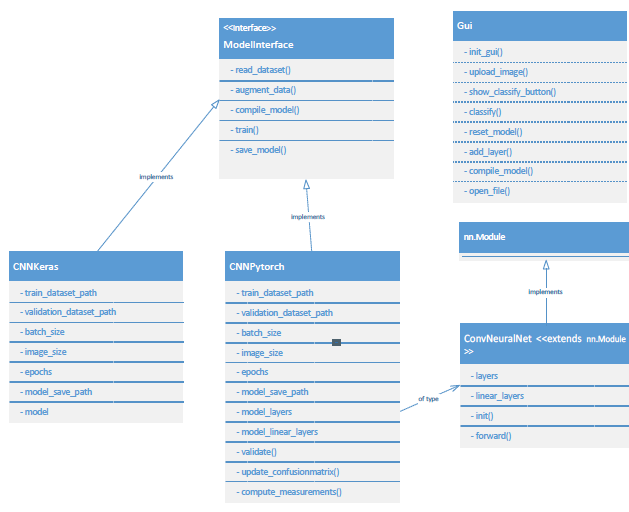 <<Interface>>
ModelInterface
- read_dataset()
- augment_data()
- compile_model()
- train()
- save_model()
Gui
- init_gui()
- upload_image()
- show_classify_button()
- classify()
- reset_model()
- add_layer()
- compile_model()
- open_file()
Implements
Implements
nn.Module
Implements
CNNKeras
- train_dataset_path
- validation_dataset_path
- batch_size
- image_size
- epochs
- model_save_path
- model
CNNPytorch
- train_dataset_path
- validation_dataset_path
- batch_size
- image_size
- epochs
- model_save_path
- model_layers
- model_linear_layers
- validate()
- update_confusionmatrix()
- compute_measurements()
of type
ConvNeuralNet <<extends nn.Module
>>
- layers
- linear_layers
- init()
- forward()